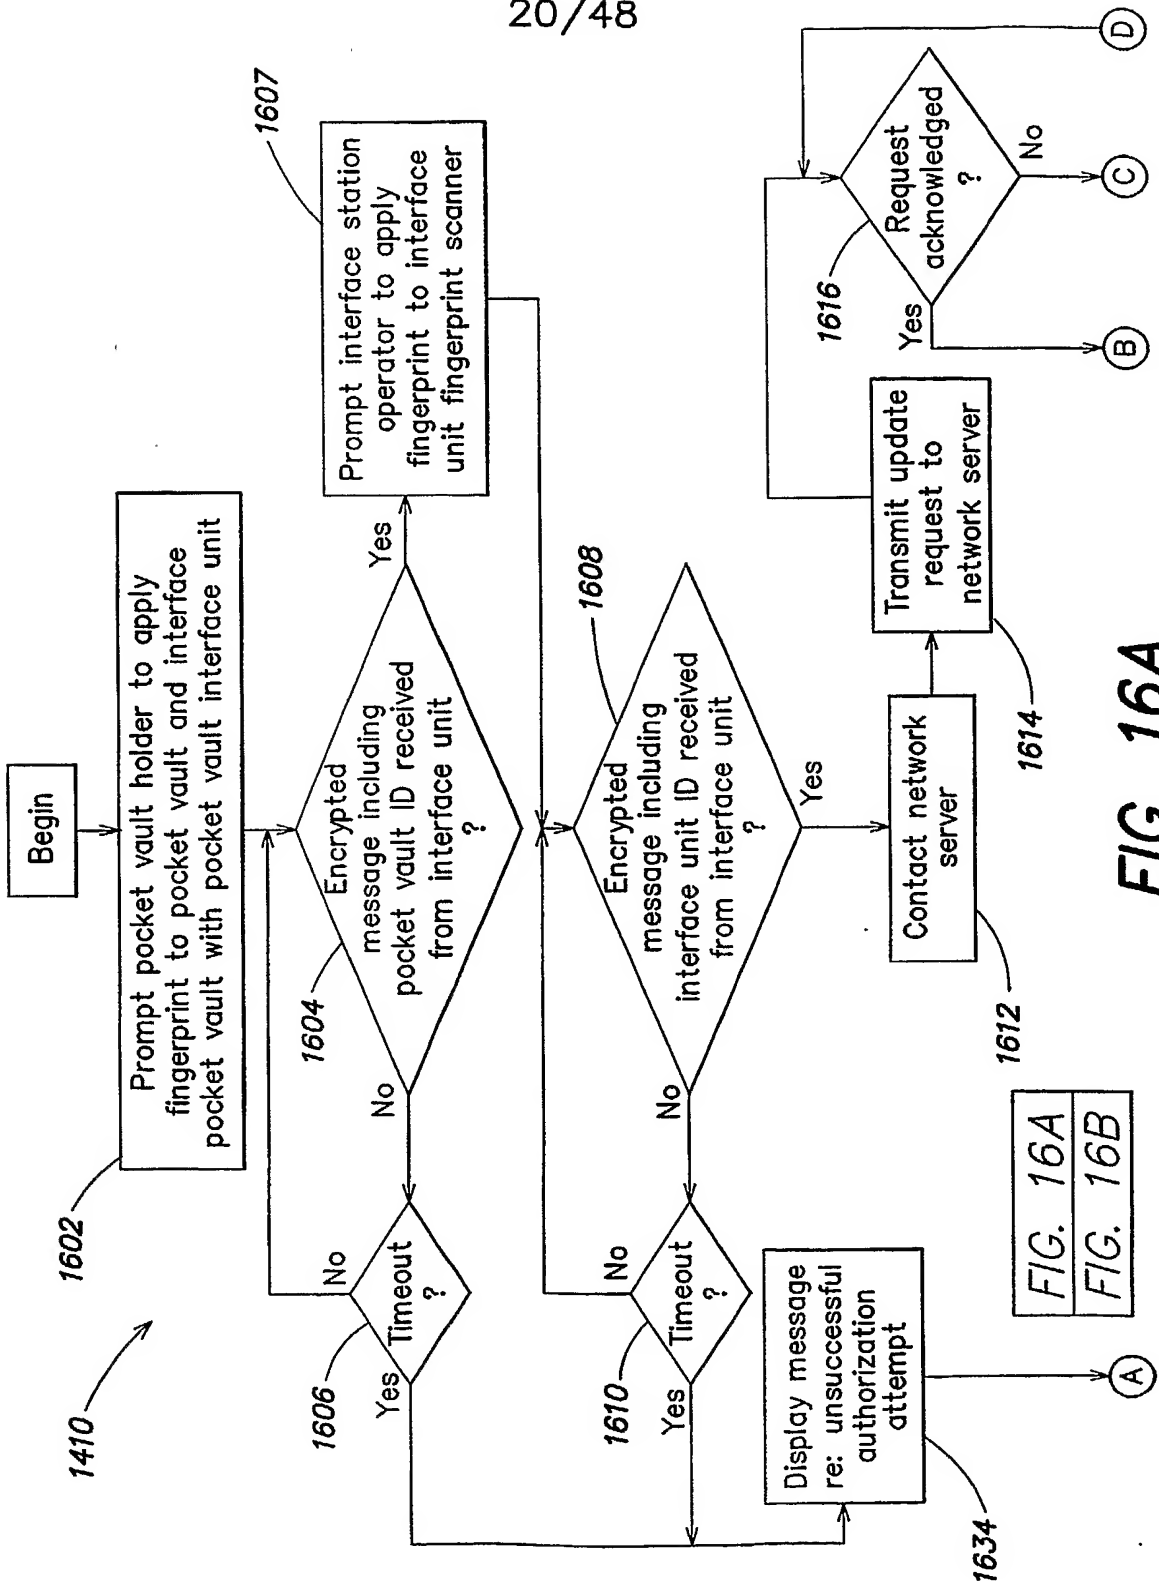 20/48
1410
Begin
1602
Prompt pocket vault holder to apply
fingerprint to pocket vault and interface
pocket vault with pocket vault interface unit
1604
Encrypted
message including
pocket vault ID received
from interface unit
?
No
Yes
1606
Timeout
?
No
Yes
1607
Prompt interface station
operator to apply
fingerprint to interface
unit fingerprint scanner
1608
Encrypted
message including
interface unit ID received
from interface unit
?
No
Yes
1610
Timeout
?
No
Yes
1634
Display message
re: unsuccessful
authorization
attempt
A
1612
Contact network
server
1614
Transmit update
request to
network server
1616
Request
acknowledged
?
Yes
No
B
C
D
FIG. 16A
FIG. 16B
FIG. 16A